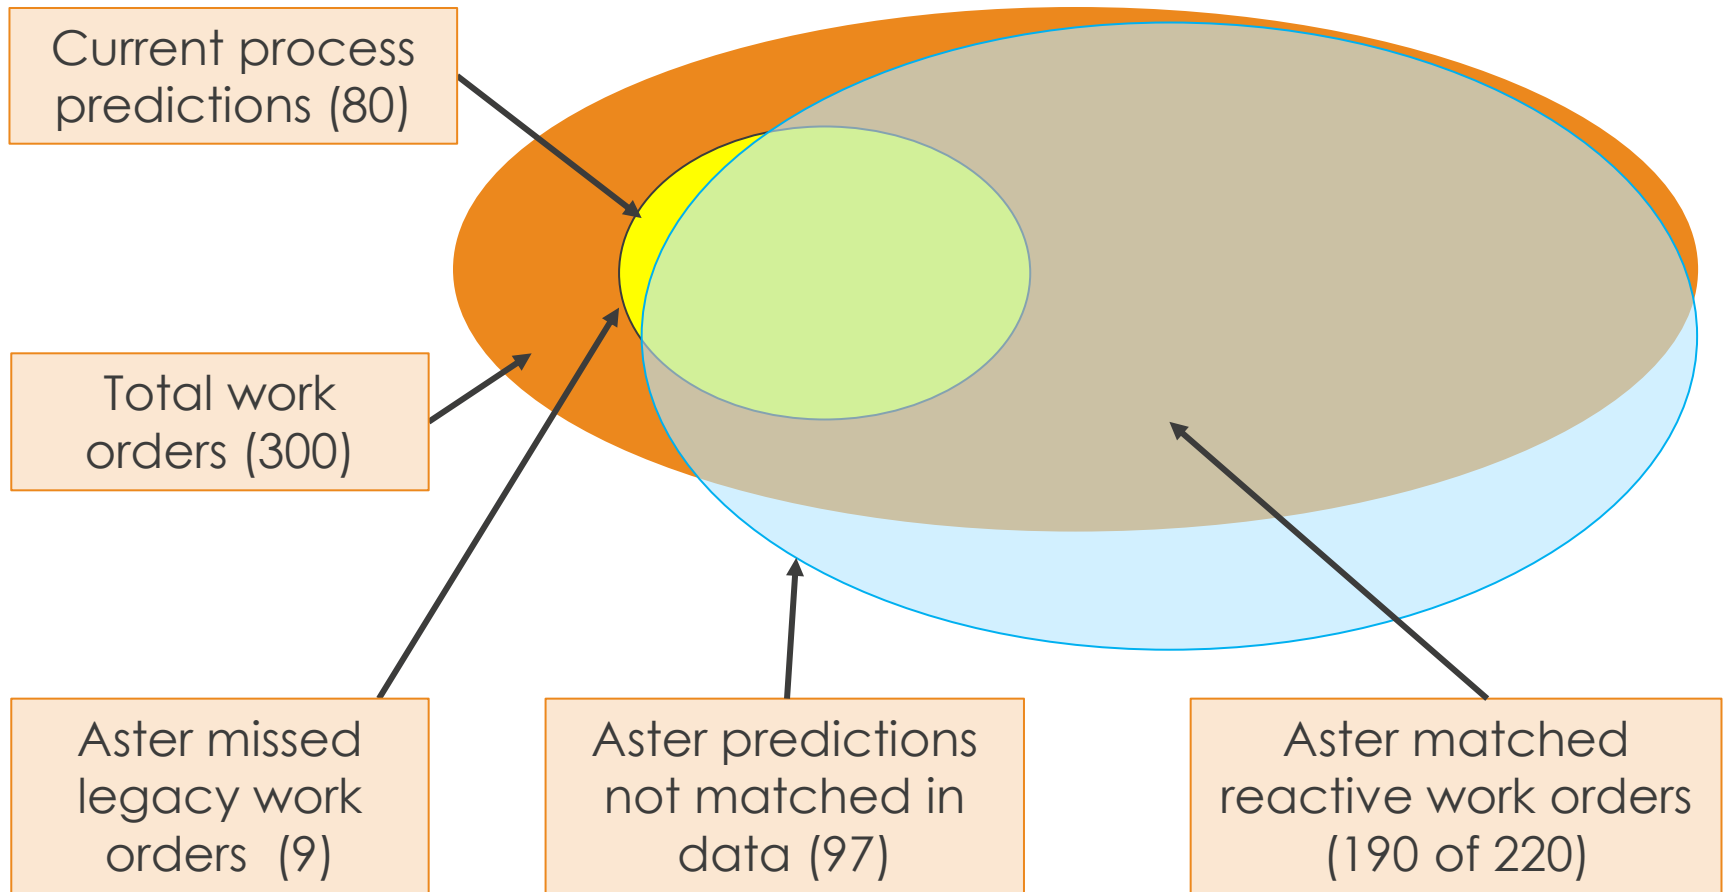 Current process
predictions (80)
Total work
orders (300)
Aster missed
legacy work
orders  (9)
Aster predictions
not matched in
data (97)
Aster matched
reactive work orders
(190 of 220)